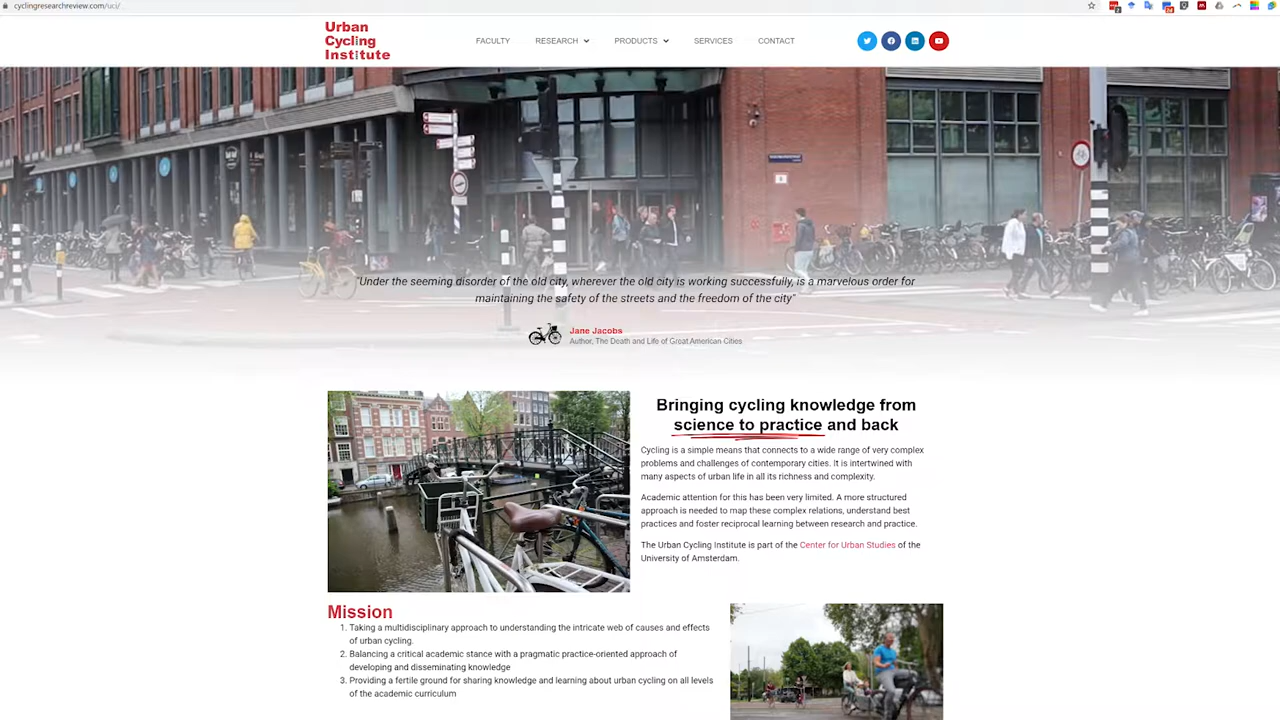 cyclingresearchreview.com/uci/
Urban
Cycling
Institute
FACULTY
RESEARCH
PRODUCTS
SERVICES
CONTACT
"Under the seeming disorder of the old city, wherever the old city is working successfully, is a marvelous order for
maintaining the safety of the streets and the freedom of the city"
Jane Jacobs
Author, The Death and Life of Great American Cities
Bringing cycling knowledge from
science to practice and back
Cycling is a simple means that connects to a wide range of very complex
problems and challenges of contemporary cities. It is intertwined with
many aspects of urban life in all its richness and complexity.
Academic attention for this has been very limited. A more structured
approach is needed to map these complex relations, understand best
practices and foster reciprocal learning between research and practice.
The Urban Cycling Institute is part of the Center for Urban Studies of the
University of Amsterdam.
Mission
1. Taking a multidisciplinary approach to understanding the intricate web of causes and effects
of urban cycling.
2. Balancing a critical academic stance with a pragmatic practice-oriented approach of
developing and disseminating knowledge
3. Providing a fertile ground for sharing knowledge and learning about urban cycling on all levels
of the academic curriculum